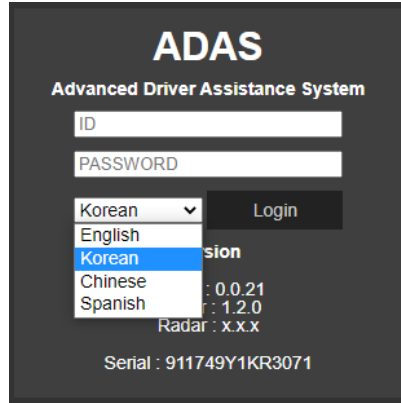 ADAS
Advanced Driver Assistance System
ID
PASSWORD
Korean Login
English
Korean
Chinese
Spanish
sion
: 0.0.21
: 1.2.0
Radar : x.x.x
Serial : 911749Y1KR3071